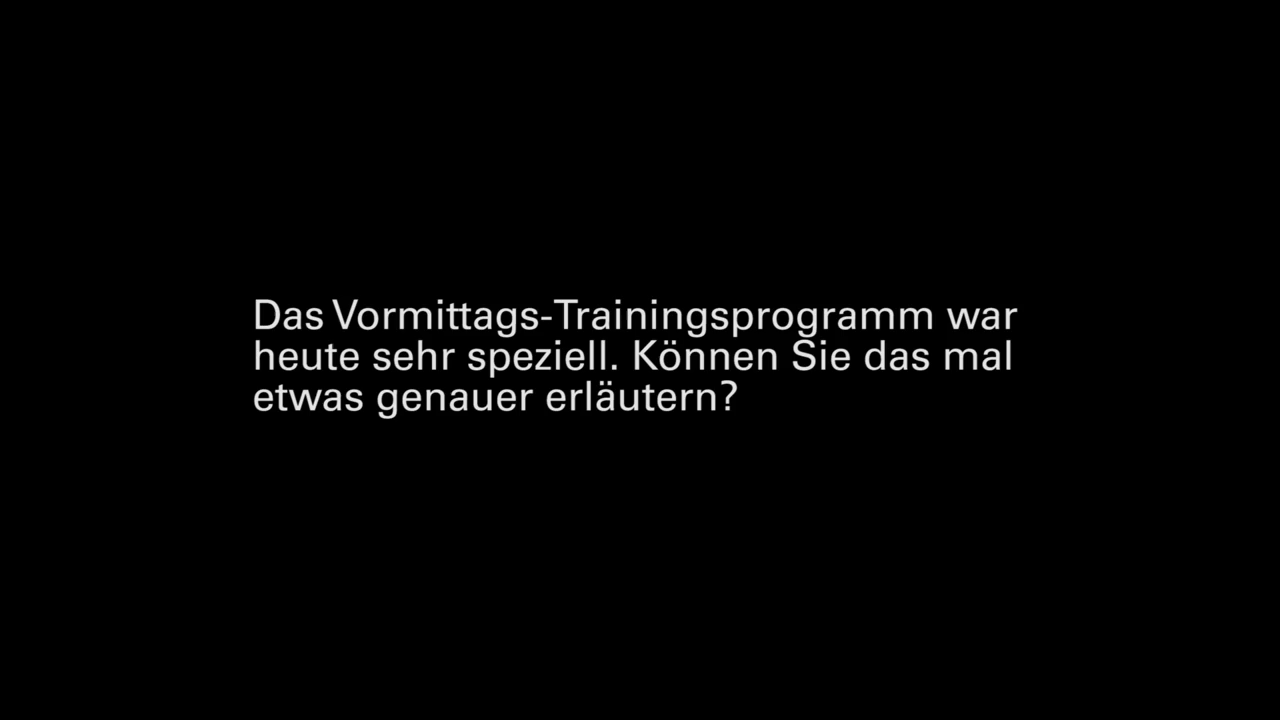 Das Vormittags-Trainingsprogramm war
heute sehr speziell. Können Sie das mal
etwas genauer erläutern?